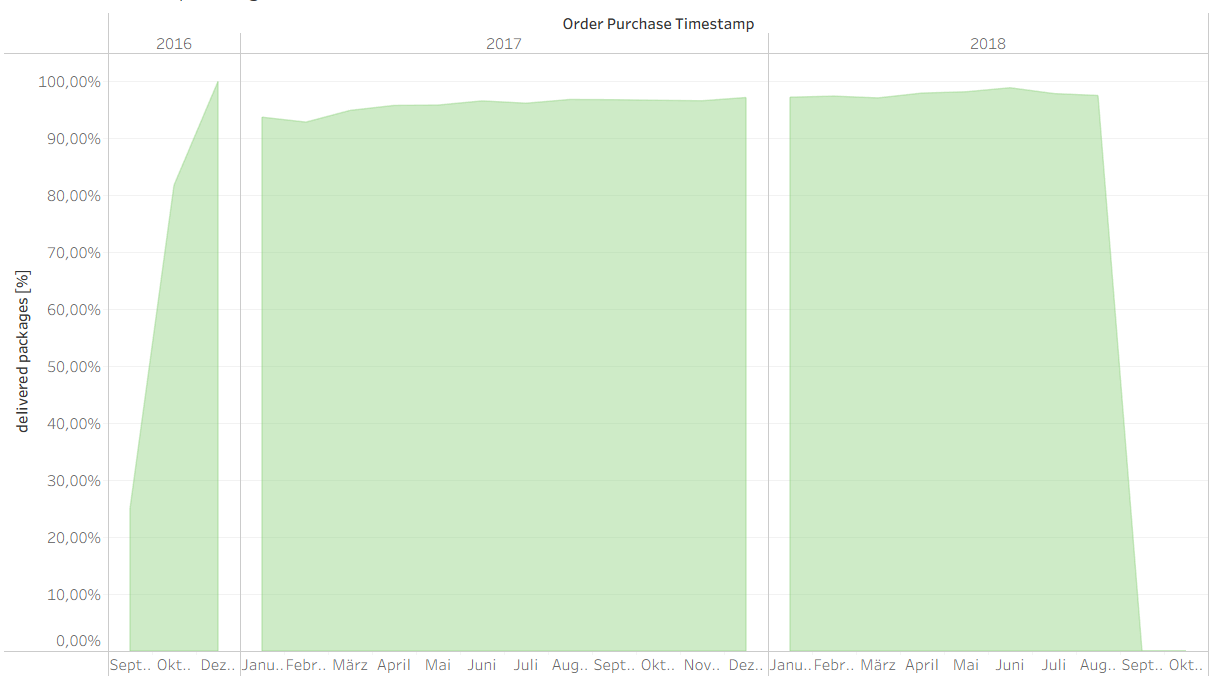 Order Purchase Timestamp
2016 2017 2018
100,00%
90,00%
80,00%
70,00%
60,00%
50,00%
40,00%
30,00%
20,00%
10,00%
0,00%
delivered packages [%]
Sept.. Okt.. Dez.. Janu.. Febr.. März April Mai Juni Juli Aug.. Sept.. Okt.. Nov.. Dez.. Janu.. Febr.. März April Mai Juni Juli Aug.. Sept.. Okt..